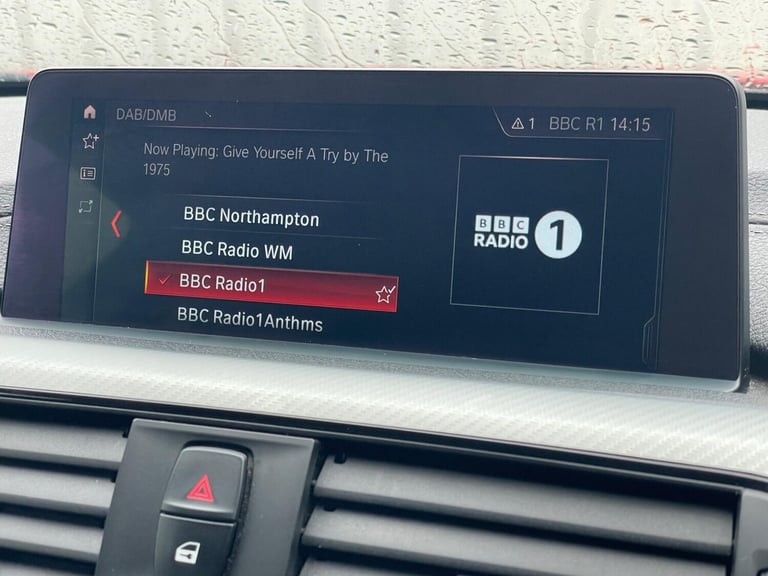 DAB/DMB
1 BBC R1 14:15
Now Playing: Give Yourself A Try by The
1975
BBC Northampton
BBC Radio WM
BBC Radio1
BBC Radio1Anthms
BBC
RADIO 1